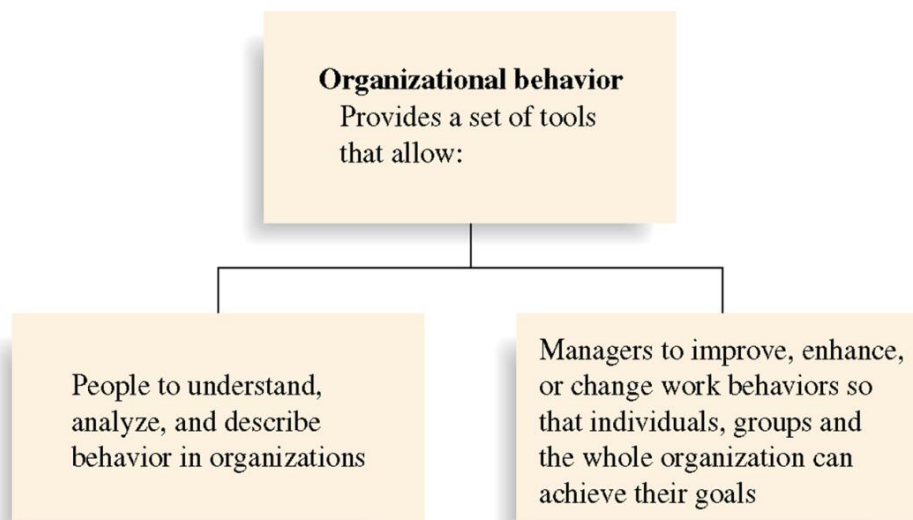 Organizational behavior
Provides a set of tools
that allow:
People to understand,
analyze, and describe
behavior in organizations
Managers to improve, enhance,
or change work behaviors so
that individuals, groups and
the whole organization can
achieve their goals